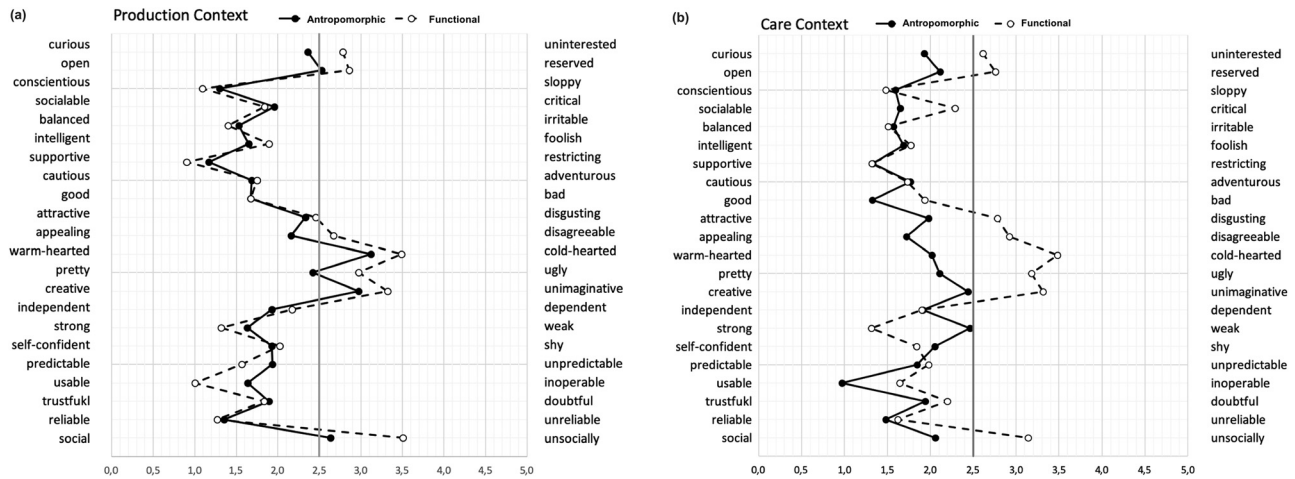 (a) Production Context Antropomorphic Functional
curious uninterested
open reserved
conscientious sloppy
socialable critical
balanced irritable
intelligent foolish
supportive restricting
cautious adventurous
good bad
attractive disgusting
appealing disagreeable
warm-hearted cold-hearted
pretty ugly
creative unimaginative
independent dependent
strong weak
self-confident shy
predictable unpredictable
usable inoperable
trustfukl doubtful
reliable unreliable
social unsocially
0,0 1,0 1,5 2,0 2,5 3,0 3,5 4,0 4,5 5,0
(b) Care Context Antropomorphic Functional
curious uninterested
open reserved
conscientious sloppy
socialable critical
balanced irritable
intelligent foolish
supportive restricting
cautious adventurous
good bad
attractive disgusting
appealing disagreeable
warm-hearted cold-hearted
pretty ugly
creative unimaginative
independent dependent
strong weak
self-confident shy
predictable unpredictable
usable inoperable
trustfukl doubtful
reliable unreliable
social unsocially
0,0 0,5 1,0 1,5 2,0 2,5 3,0 3,5 4,0 4,5 5,0